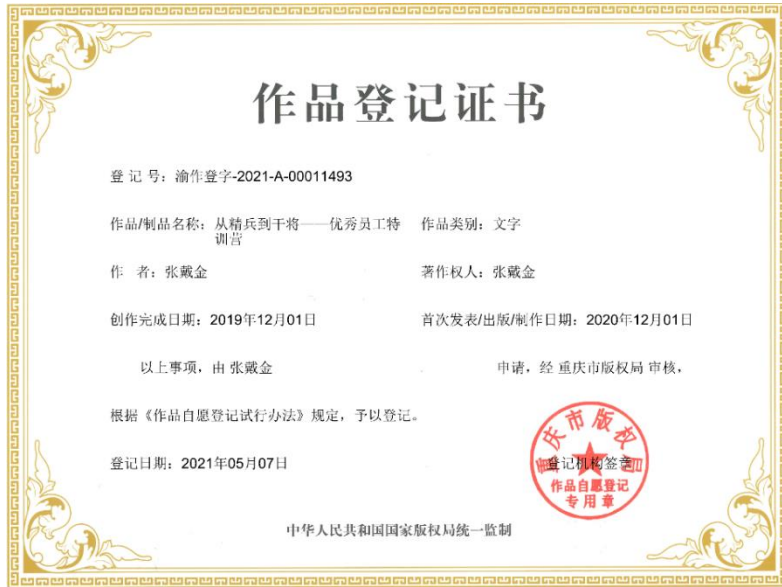 作品登记证书
登 记 号：渝作登字-2021-A-00011493
作品/制品名称：从精兵到干将——优秀员工特 作品类别：文字
训营
作 者：张戴金 著作权人：张戴金
创作完成日期：2019年12月01日 首次发表/出版/制作日期：2020年12月01日
以上事项，由 张戴金 申请，经 重庆市版权局 审核，
根据《作品自愿登记试行办法》规定，予以登记。
登记日期：2021年05月07日 登记机构签章
重庆市版权局
作品自愿登记
专用章
中华人民共和国国家版权局统一监制